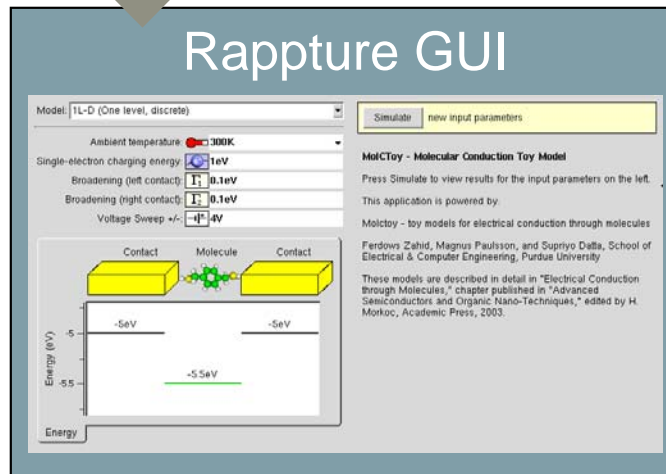 Rappture GUI
Model: 1L-D (One level, discrete)
Ambient temperature: 300K
Single-electron charging energy: 1eV
Broadening (left contact): Γ1 0.1eV
Broadening (right contact): Γ2 0.1eV
Voltage Sweep +/-: 4V
Contact Molecule Contact
-5eV -5eV
-5
-5.5eV
-5.5
Energy (eV)
Energy
Simulate new input parameters
MolCToy - Molecular Conduction Toy Model
Press Simulate to view results for the input parameters on the left.
This application is powered by:
Molctoy - toy models for electrical conduction through molecules
Ferdows Zahid, Magnus Paulsson, and Supriyo Datta, School of
Electrical & Computer Engineering, Purdue University
These models are described in detail in "Electrical Conduction
through Molecules," chapter published in "Advanced
Semiconductors and Organic Nano-Techniques," edited by H.
Morkoc, Academic Press, 2003.